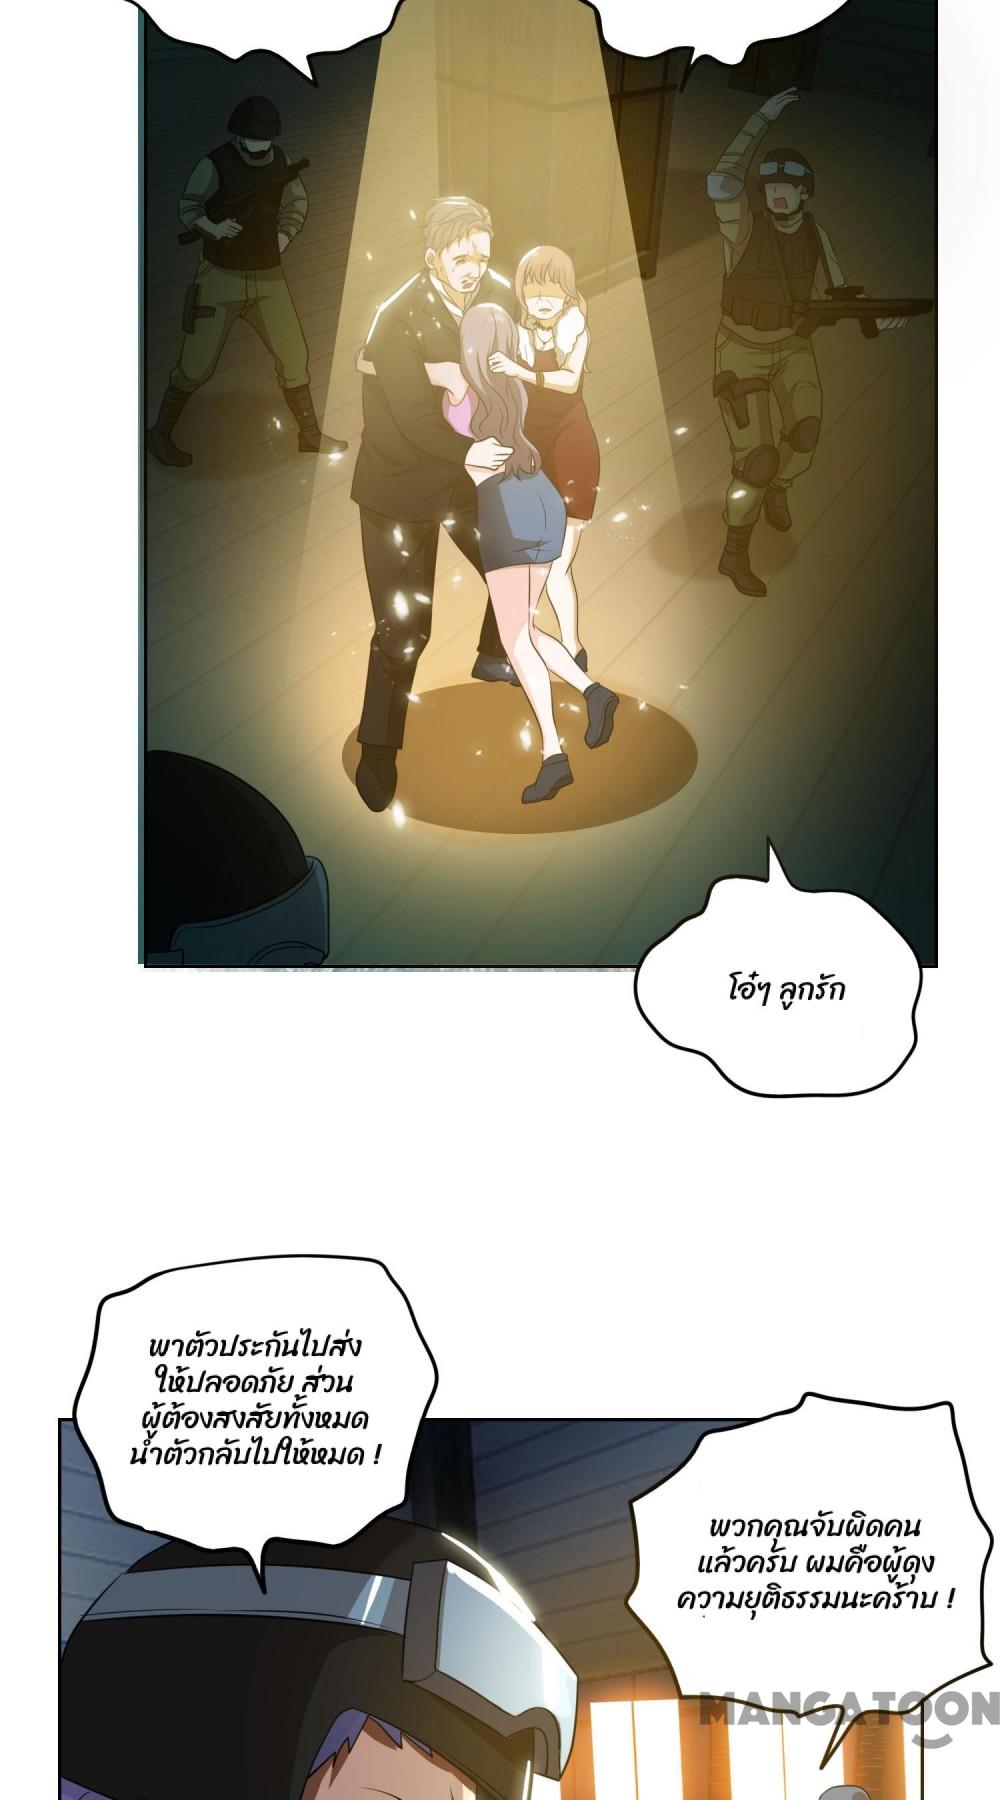 โอ๋ๆ ลูกรัก
พาตัวประกันไปส่ง
ให้ปลอดภัย ส่วน
ผู้ต้องสงสัยทั้งหมด
นำตัวกลับไปให้หมด !
พวกคุณจับผิดคน
แล้วครับ ผมคือผู้ดุง
ความยุติธรรมนะคร้าบ !
MANGATOON